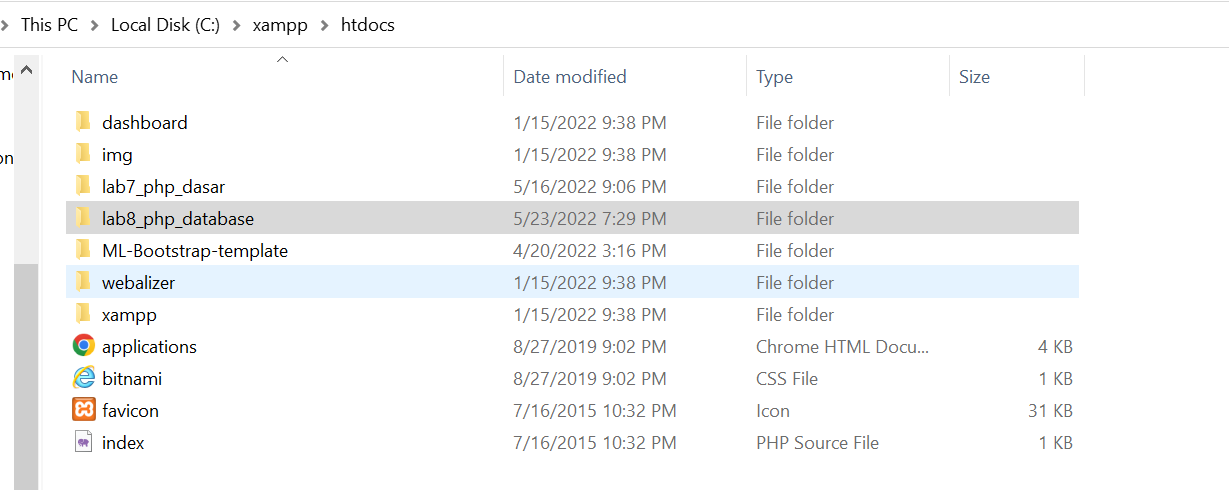 This PC > Local Disk (C:) > xampp > htdocs
Name Date modified Type Size
dashboard 1/15/2022 9:38 PM File folder
img 1/15/2022 9:38 PM File folder
lab7_php_dasar 5/16/2022 9:06 PM File folder
lab8_php_database 5/23/2022 7:29 PM File folder
ML-Bootstrap-template 4/20/2022 3:16 PM File folder
webalizer 1/15/2022 9:38 PM File folder
xampp 1/15/2022 9:38 PM File folder
applications 8/27/2019 9:02 PM Chrome HTML Docu... 4 KB
bitnami 8/27/2019 9:02 PM CSS File 1 KB
favicon 7/16/2015 10:32 PM Icon 31 KB
index 7/16/2015 10:32 PM PHP Source File 1 KB